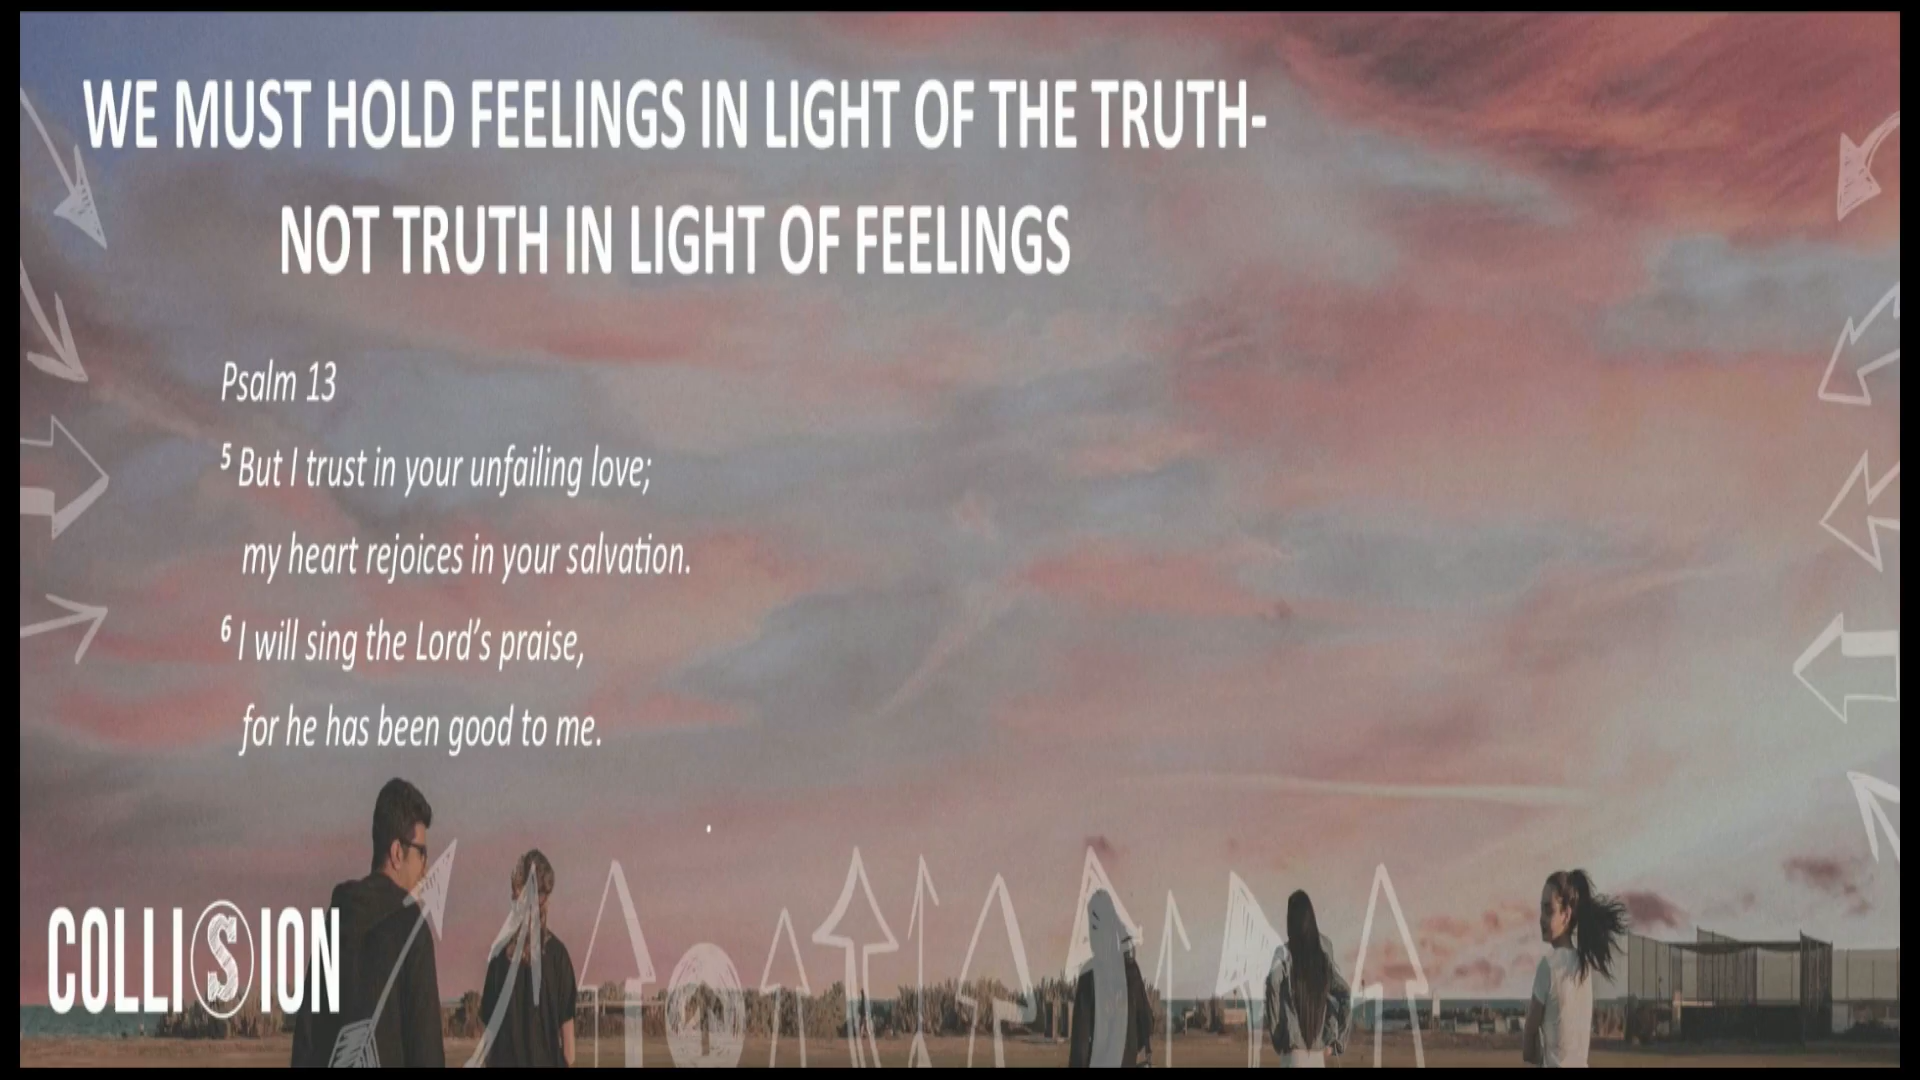 WE MUST HOLD FEELINGS IN LIGHT OF THE TRUTH-
NOT TRUTH IN LIGHT OF FEELINGS
Psalm 13
⁵ But I trust in your unfailing love;
my heart rejoices in your salvation.
⁶ I will sing the Lord’s praise,
for he has been good to me.
.
COLLISION